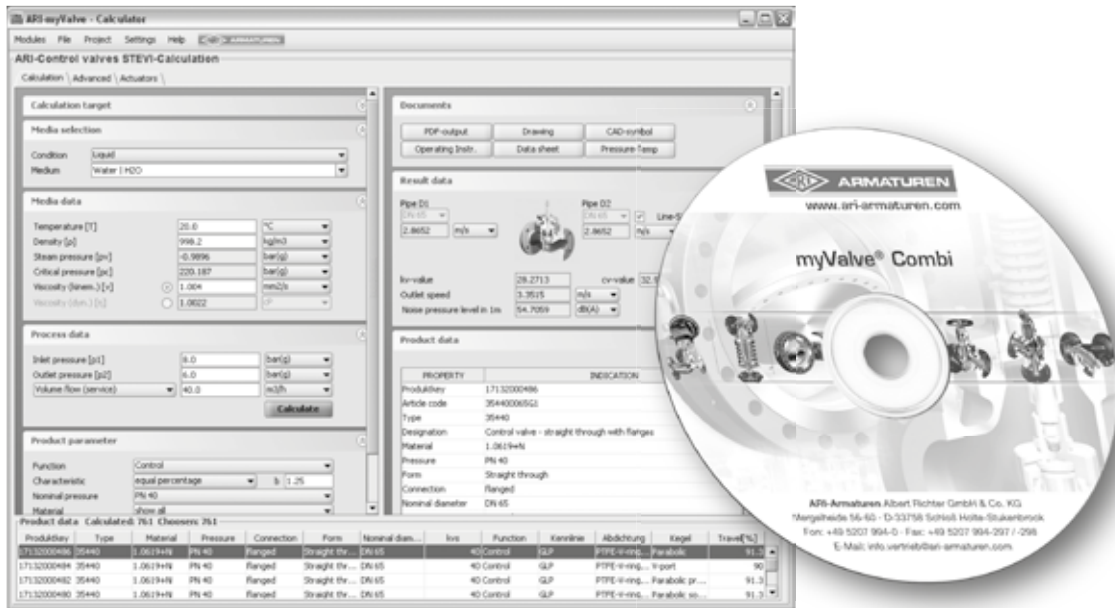 ARI-myValve - Calculator
Modules File Project Settings Help ARI ARMATUREN
ARI-Control valves STEVI-Calculation
Calculation Advanced Actuators
Calculation target
Media selection
Condition Liquid
Medium Water | H2O
Media data
Temperature [T] 20.0 °C
Density [ρ] 998.2 kg/m3
Steam pressure [pv] -0.9896 bar(g)
Critical pressure [pc] 220.187 bar(g)
Viscosity (kinem.) [ν] 1.004 mm2/s
Viscosity (dyn.) 1.0022 cP
Process data
Inlet pressure [p1] 8.0 bar(g)
Outlet pressure [p2] 6.0 bar(g)
Volume flow (service) 40.0 m3/h
Calculate
Product parameter
Function Control
Characteristic equal percentage b 1.25
Nominal pressure PN 40
Material show all
Documents
PDF-output Drawing CAD-symbol
Operating Instr. Data sheet Pressure-Temp
Result data
Pipe D1 Pipe D2
DN 65 DN 65 Line-S
2.8652 m/s 2.8652 m/s
kv-value 28.2713 cv-value 32.9
Outlet speed 3.3515 m/s
Noise pressure level in 1m 54.7059 dB(A)
Product data
PROPERTY INDICATION
Produktkey 17132000486
Article code
Type 35440
Designation Control valve - straight through with flanges
Material 1.0619+N
Pressure PN 40
Form Straight through
Connection flanged
Nominal diameter DN 65
Product data Calculated: 761 Choosen: 761
Produktkey Type Material Pressure Connection Form Nominal diam... kvs Function Kennlinie Abdichtung Kegel Travel[%]
17132000486 35440 1.0619+N PN 40 flanged Straight thr... DN 65 40 Control GLP PTFE-V-ring... Parabolic 91.3
17132000484 35440 1.0619+N PN 40 flanged Straight thr... DN 65 40 Control GLP PTFE-V-ring... V-port 90
17132000482 35440 1.0619+N PN 40 flanged Straight thr... DN 65 40 Control GLP PTFE-V-ring... Parabolic pr... 91.3
17132000480 35440 1.0619+N PN 40 flanged Straight thr... DN 65 40 Control GLP PTFE-V-ring... Parabolic so... 91.3
ARI ARMATUREN
www.ari-armaturen.com
myValve® Combi
ARI-Armaturen Albert Richter GmbH & Co. KG
Mergelheide 56-60 - D-33758 Schloß Holte-Stukenbrock
Fon: +49 5207 994-0 - Fax: +49 5207 994-297 / -298
E-Mail: info.vertrieb@ari-armaturen.com